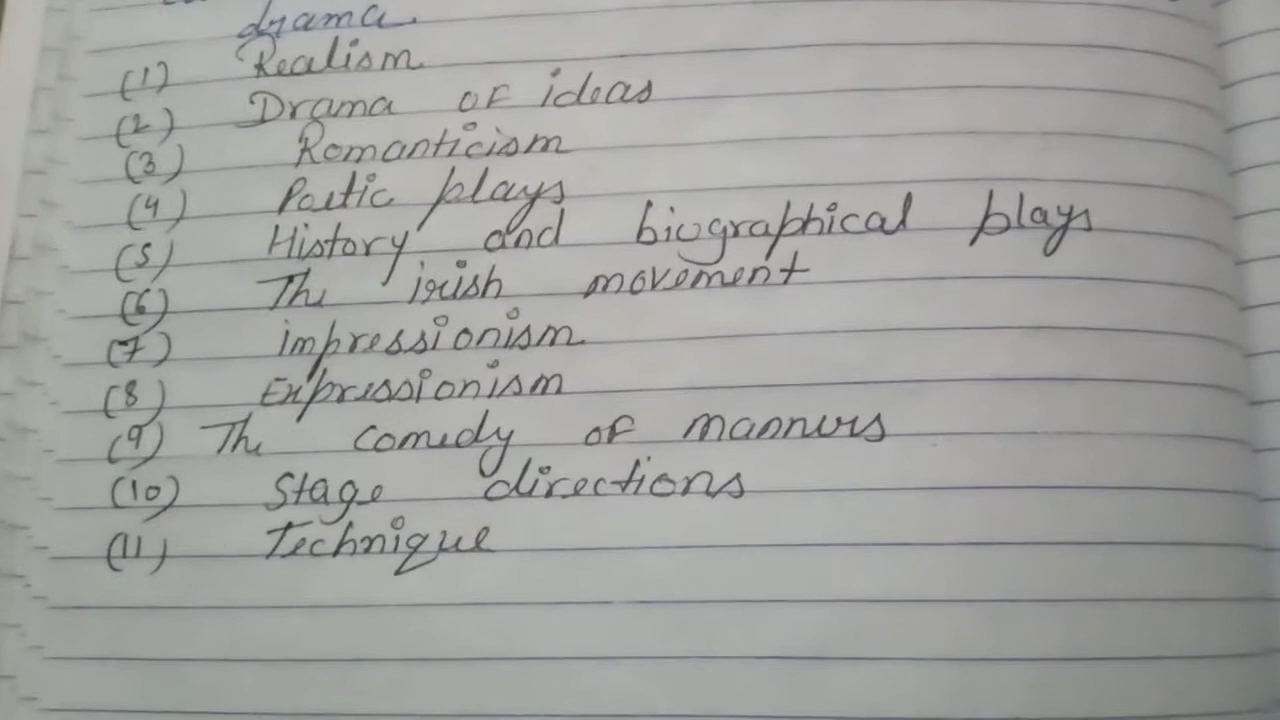 drama.
(1) Realism
(2) Drama of ideas
(3) Romanticism
(4) Poetic plays
(5) History and biographical plays
(6) The irish movement
(7) impressionism
(8) Expressionism
(9) The comedy of manners
(10) Stage directions
(11) Technique